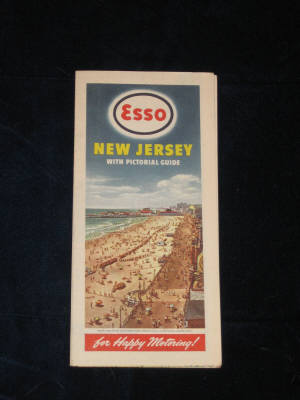 Esso
NEW JERSEY
WITH PICTORIAL GUIDE
for Happy Motoring!